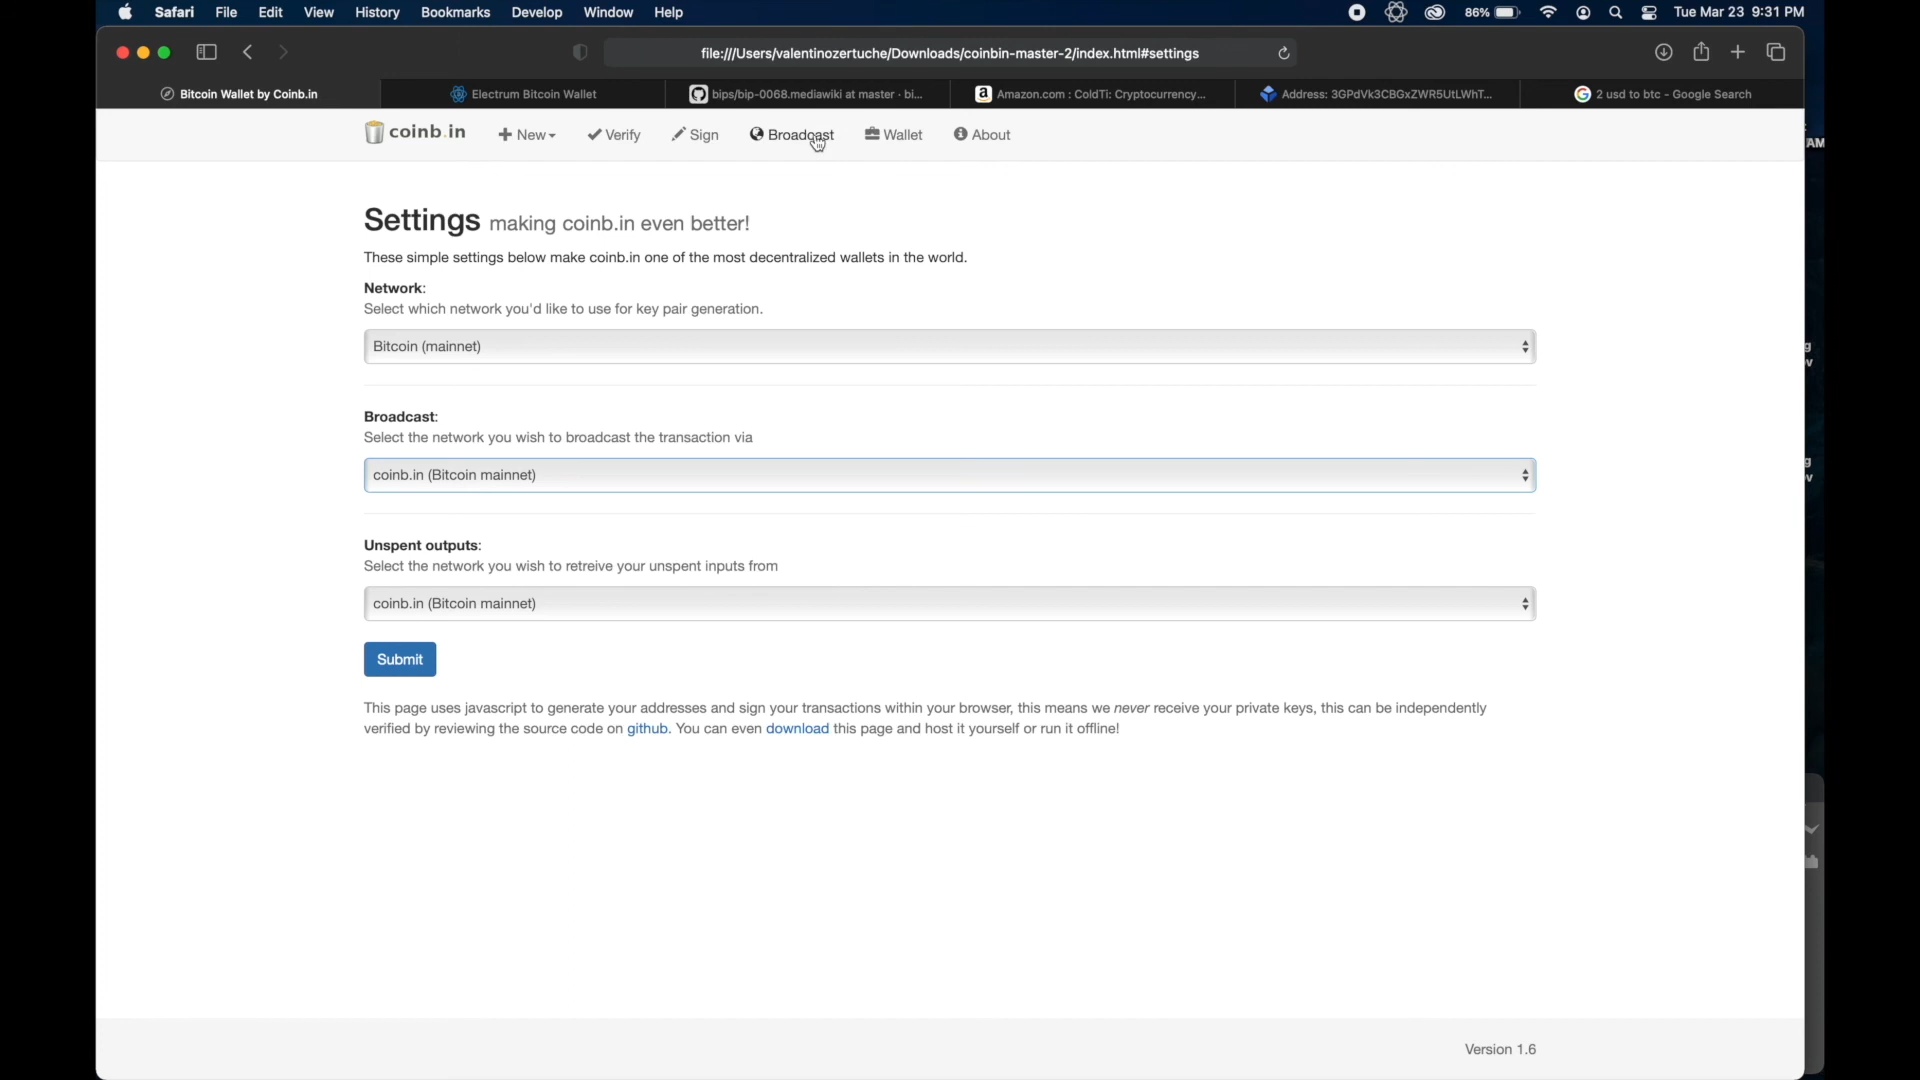 Safari File Edit View History Bookmarks Develop Window Help 86% Tue Mar 23 9:31 PM
file:///Users/valentinozertuche/Downloads/coinbin-master-2/index.html#settings
Bitcoin Wallet by Coinb.in Electrum Bitcoin Wallet bips/bip-0068.mediawiki at master · bi... Amazon.com : ColdTi: Cryptocurrency... Address: 3GPdVk3CBGxZWR5UtLWhT... 2 usd to btc - Google Search
coinb.in New Verify Sign Broadcast Wallet About
AM
Settings making coinb.in even better!
These simple settings below make coinb.in one of the most decentralized wallets in the world.
Network:
Select which network you'd like to use for key pair generation.
Bitcoin (mainnet)
Broadcast:
Select the network you wish to broadcast the transaction via
coinb.in (Bitcoin mainnet)
Unspent outputs:
Select the network you wish to retreive your unspent inputs from
coinb.in (Bitcoin mainnet)
Submit
This page uses javascript to generate your addresses and sign your transactions within your browser, this means we never receive your private keys, this can be independently
verified by reviewing the source code on github. You can even download this page and host it yourself or run it offline!
Version 1.6